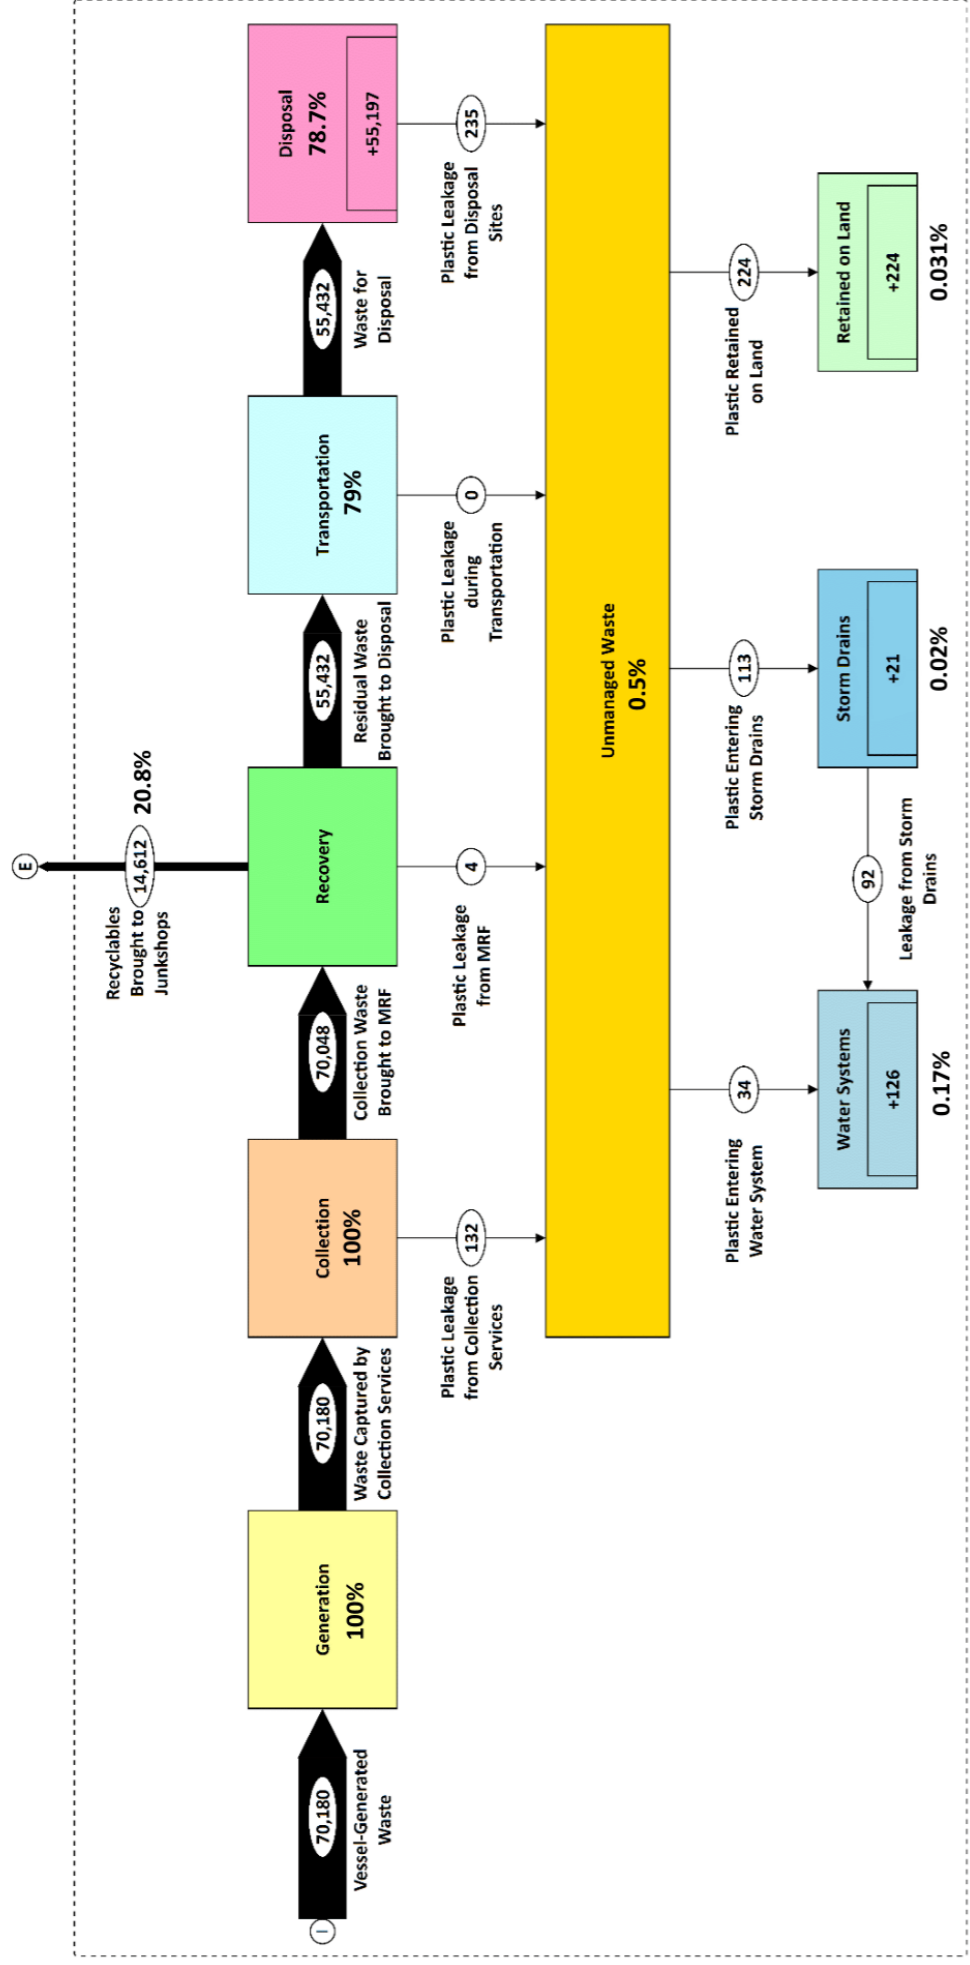 I
70,180
Vessel-Generated
Waste
Generation
100%
70,180
Waste Captured by
Collection Services
Collection
100%
70,048
Collection Waste
Brought to MRF
Recovery
E
Recyclables
Brought to
Junkshops
14,612
20.8%
55,432
Residual Waste
Brought to Disposal
Transportation
79%
55,432
Waste for
Disposal
Disposal
78.7%
+55,197
Plastic Leakage
from Collection
Services
132
Plastic Leakage
from MRF
4
Plastic Leakage
during
Transportation
0
Plastic Leakage
from Disposal
Sites
235
Unmanaged Waste
0.5%
Plastic Entering
Water System
34
Plastic Entering
Storm Drains
113
Plastic Retained
on Land
224
Water Systems
+126
0.17%
92
Leakage from Storm
Drains
Storm Drains
+21
0.02%
Retained on Land
+224
0.031%